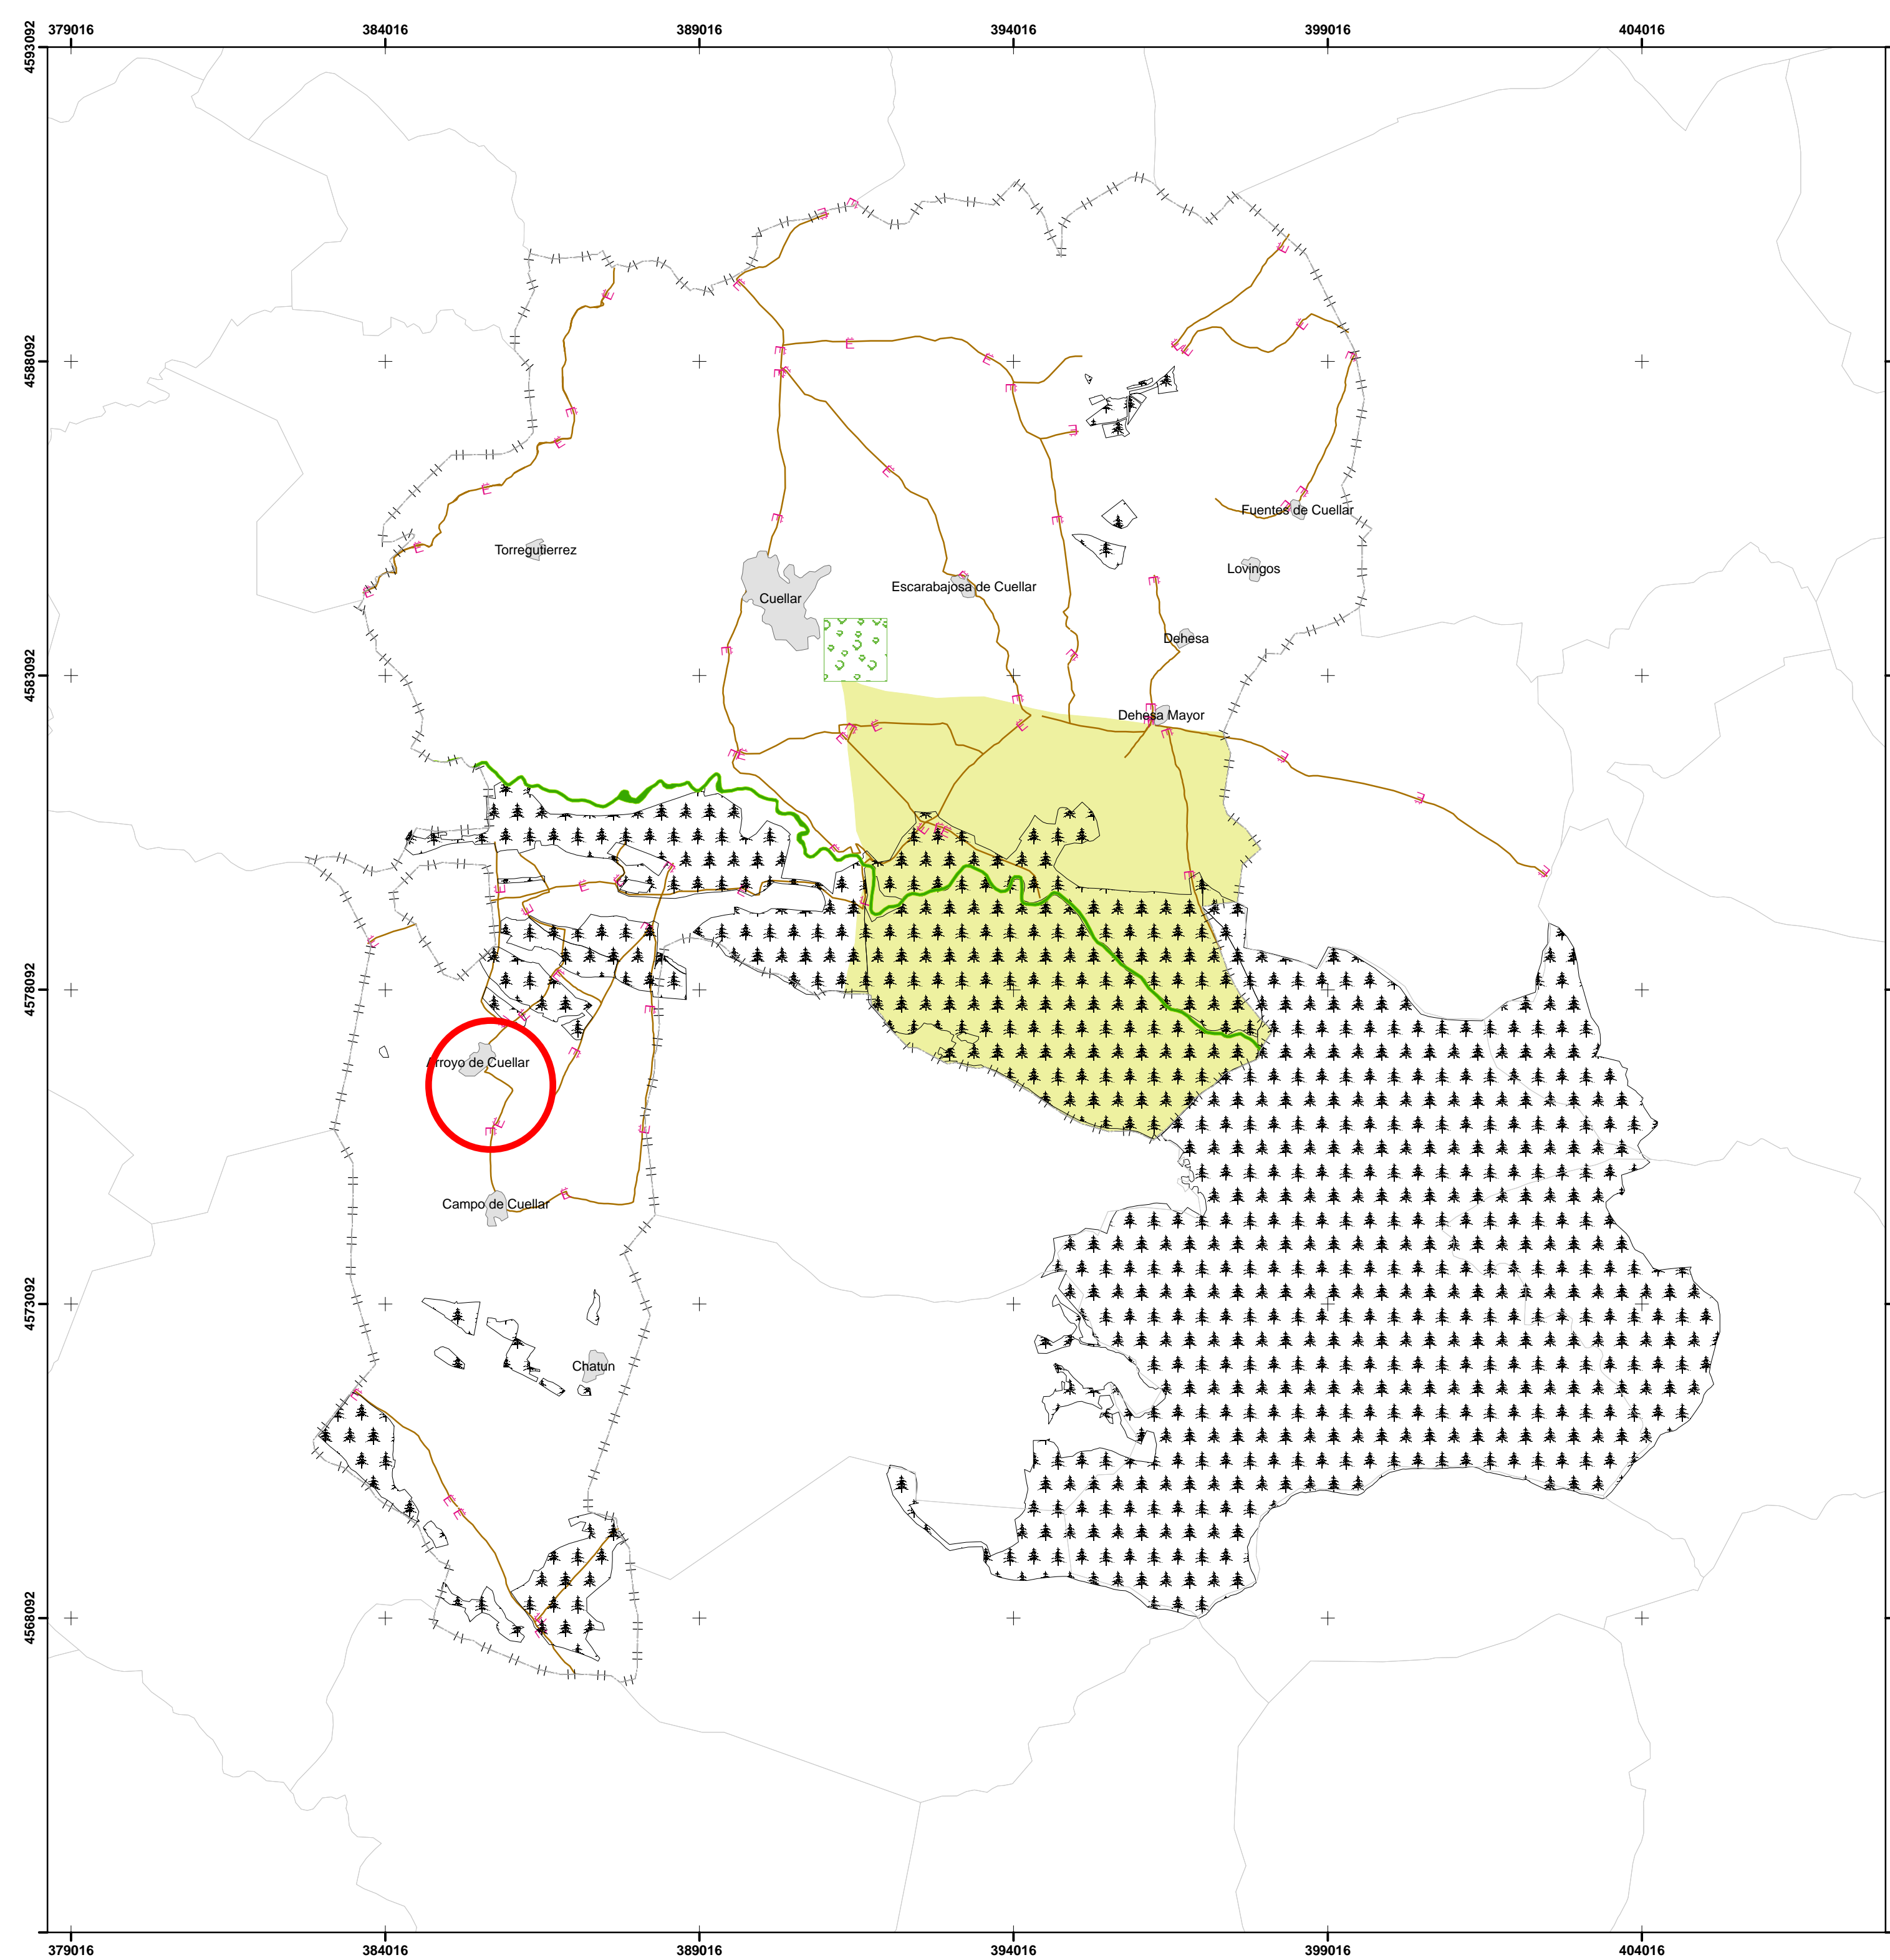 379016
384016
389016
394016
399016
404016
4593092
4588092
Fuentes de Cuellar
Torregutierrez
Lovingos
Escarabajosa de Cuellar
Cuellar
Dehesa
4583092
Dehesa Mayor
4578092
Arroyo de Cuellar
Campo de Cuellar
4573092
Chatun
4568092
379016
384016
389016
394016
399016
404016